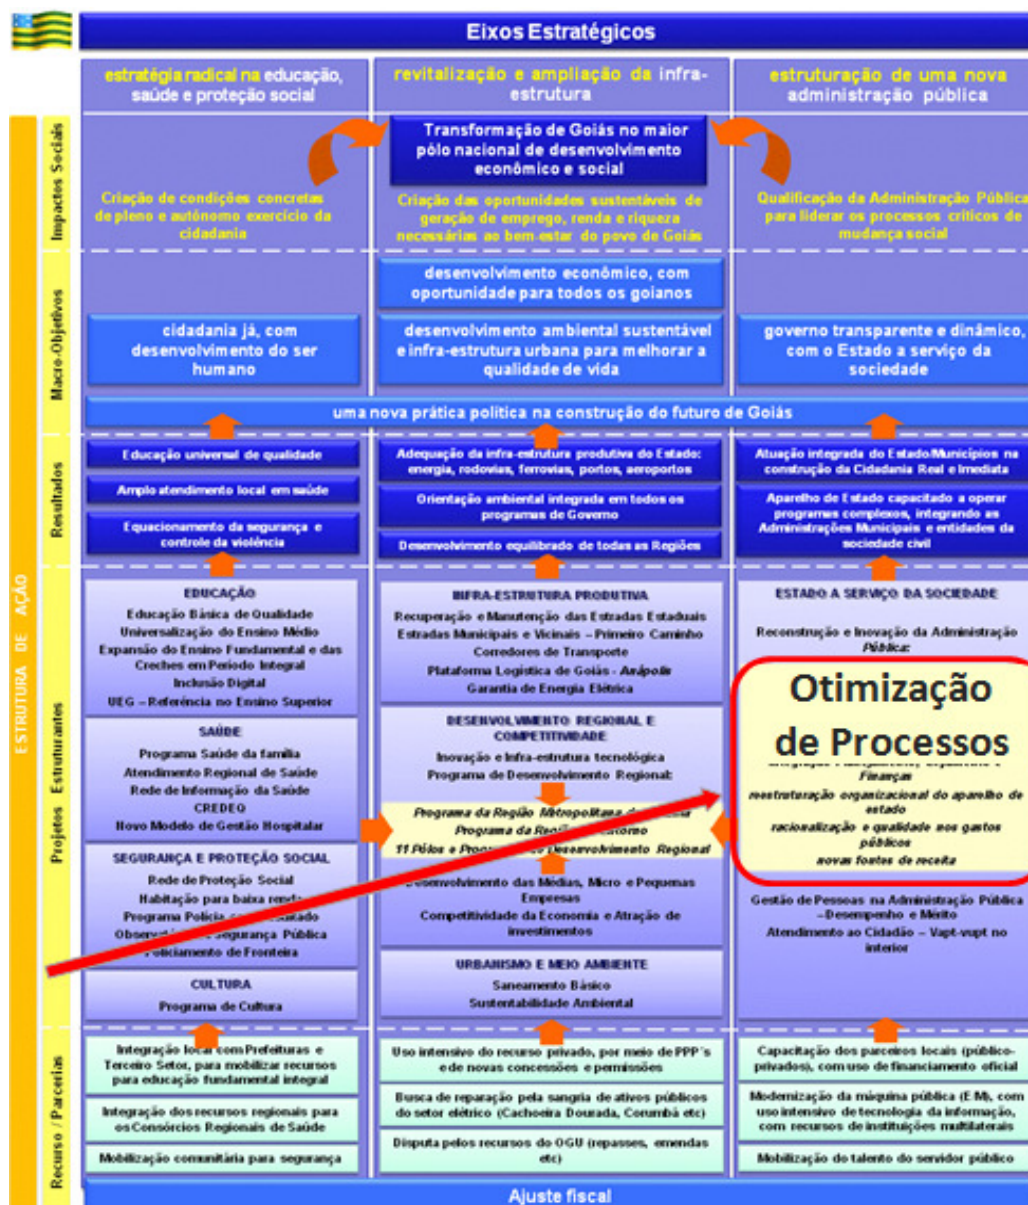 Eixos Estratégicos
estratégia radical na educação,
saúde e proteção social
revitalização e ampliação da infra-
estrutura
estruturação de uma nova
administração pública
ESTRUTURA DE AÇÃO
Impactos Sociais
Transformação de Goiás no maior
pólo nacional de desenvolvimento
econômico e social
Criação de condições concretas
de pleno e autônomo exercício da
cidadania
Criação das oportunidades sustentáveis de
geração de emprego, renda e riqueza
necessárias ao bem-estar do povo de Goiás
Qualificação da Administração Pública
para liderar os processos críticos de
mudança social
Macro-Objetivos
desenvolvimento econômico, com
oportunidade para todos os goianos
cidadania já, com
desenvolvimento do ser
humano
desenvolvimento ambiental sustentável
e infra-estrutura urbana para melhorar a
qualidade de vida
governo transparente e dinâmico,
com o Estado a serviço da
sociedade
uma nova prática política na construção do futuro de Goiás
Resultados
Educação universal de qualidade
Amplo atendimento local em saúde
Equacionamento da segurança e
controle da violência
Adequação da infra-estrutura produtiva do Estado:
energia, rodovias, ferrovias, portos, aeroportos
Orientação ambiental integrada em todos os
programas de Governo
Desenvolvimento equilibrado de todas as Regiões
Atuação integrada do Estado/Municípios na
construção da Cidadania Real e Imediata
Aparelho de Estado capacitado a operar
programas complexos, integrando as
Administrações Municipais e entidades da
sociedade civil
Projetos Estruturantes
EDUCAÇÃO
Educação Básica de Qualidade
Universalização do Ensino Médio
Expansão do Ensino Fundamental e das
Creches em Período Integral
Inclusão Digital
UEG – Referência no Ensino Superior
SAÚDE
Programa Saúde da família
Atendimento Regional de Saúde
Rede de Informação da Saúde
CREDEQ
Novo Modelo de Gestão Hospitalar
SEGURANÇA E PROTEÇÃO SOCIAL
Rede de Proteção Social
Habitação para baixa renda
Programa Polícia
Segurança Pública
Policiamento de Fronteira
CULTURA
Programa de Cultura
INFRA-ESTRUTURA PRODUTIVA
Recuperação e Manutenção das Estradas Estaduais
Estradas Municipais e Vicinais – Primeiro Caminho
Corredores de Transporte
Plataforma Logística de Goiás - Anápolis
Garantia de Energia Elétrica
DESENVOLVIMENTO REGIONAL E
COMPETITIVIDADE
Inovação e Infra-estrutura tecnológica
Programa de Desenvolvimento Regional:
Programa da Região Metropolitana
Programa da Região
11 Pólos e Desenvolvimento Regional
Desenvolvimento das Médias, Micro e Pequenas
Empresas
Competitividade da Economia e Atração de
investimentos
URBANISMO E MEIO AMBIENTE
Saneamento Básico
Sustentabilidade Ambiental
ESTADO A SERVIÇO DA SOCIEDADE
Reconstrução e Inovação da Administração
Pública:
Otimização
de Processos
Finanças
reestruturação organizacional do aparelho de
estado
racionalização e qualidade nos gastos
públicos
novas fontes de receita
Gestão de Pessoas na Administração Pública
–Desempenho e Mérito
Atendimento ao Cidadão – Vapt-vupt no
interior
Recurso / Parcerias
Integração local com Prefeituras e
Terceiro Setor, para mobilizar recursos
para educação fundamental integral
Integração dos recursos regionais para
os Consórcios Regionais de Saúde
Mobilização comunitária para segurança
Uso intensivo do recurso privado, por meio de PPP´s
e de novas concessões e permissões
Busca de reparação pela sangria de ativos públicos
do setor elétrico (Cachoeira Dourada, Corumbá etc)
Disputa pelos recursos do OGU (repasses, emendas
etc)
Capacitação dos parceiros locais (público-
privados), com uso de financiamento oficial
Modernização da máquina pública (E M), com
uso intensivo de tecnologia da informação,
com recursos de instituições multilaterais
Mobilização do talento do servidor público
Ajuste fiscal